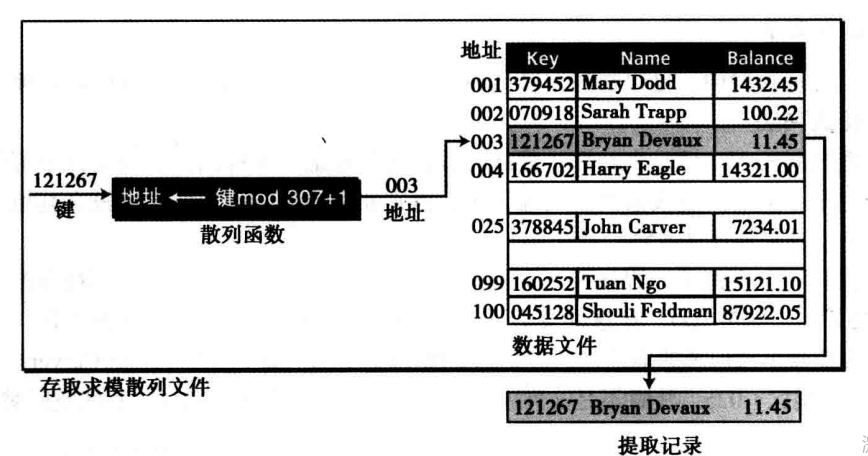 地址 Key Name Balance
001 379452 Mary Dodd 1432.45
002 070918 Sarah Trapp 100.22
003 121267 Bryan Devaux 11.45
004 166702 Harry Eagle 14321.00
025 378845 John Carver 7234.01
099 160252 Tuan Ngo 15121.10
100 045128 Shouli Feldman 87922.05
数据文件
121267
键
地址 ← 键mod 307+1
散列函数
003
地址
存取求模散列文件
121267 Bryan Devaux 11.45
提取记录